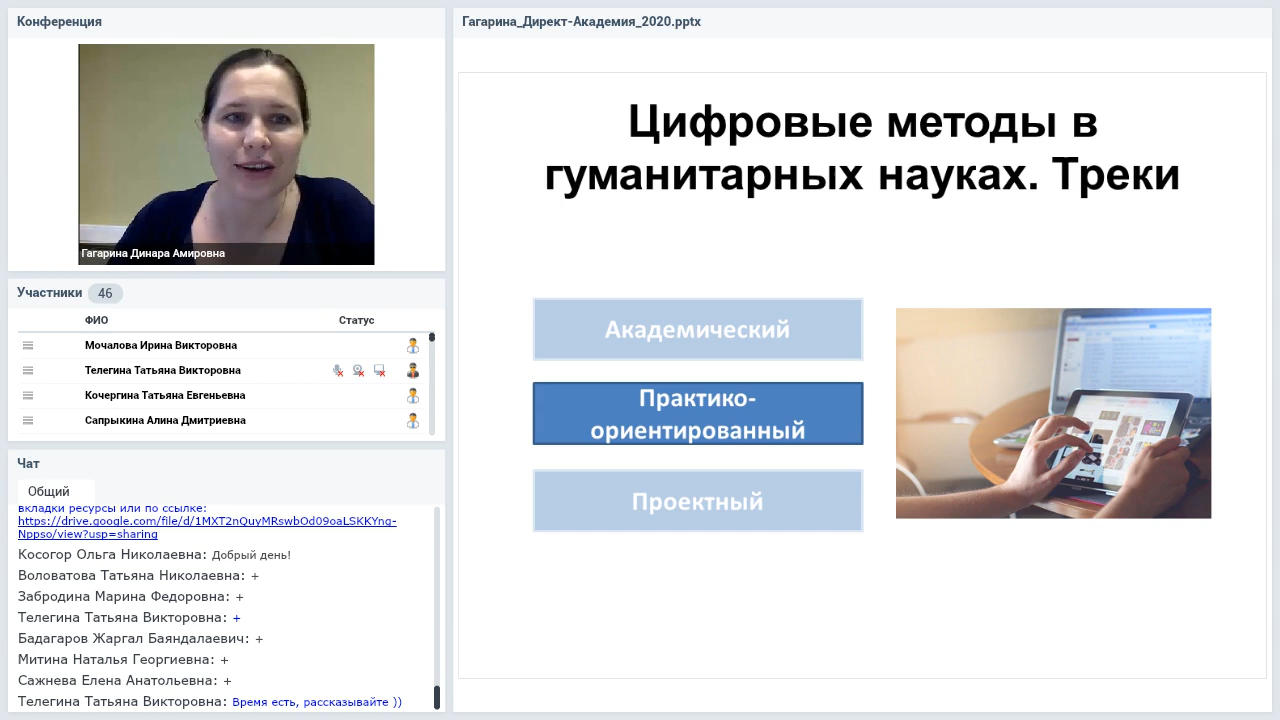 Конференция
Гагарина Динара Амировна
Участники 46
ФИО Статус
Мочалова Ирина Викторовна
Телегина Татьяна Викторовна
Кочергина Татьяна Евгеньевна
Сапрыкина Алина Дмитриевна
Чат
Общий
вкладки ресурсы или по ссылке:
https://drive.google.com/file/d/1MXT2nQuyMRswbOd09oaLSKKYng-
Nppso/view?usp=sharing
Косогор Ольга Николаевна: Добрый день!
Воловатова Татьяна Николаевна: +
Забродина Марина Федоровна: +
Телегина Татьяна Викторовна: +
Бадагаров Жаргал Баяндалаевич: +
Митина Наталья Георгиевна: +
Сажнева Елена Анатольевна: +
Телегина Татьяна Викторовна: Время есть, рассказывайте ))
Гагарина_Директ-Академия_2020.pptx
Цифровые методы в
гуманитарных науках. Треки
Академический
Практико-
ориентированный
Проектный